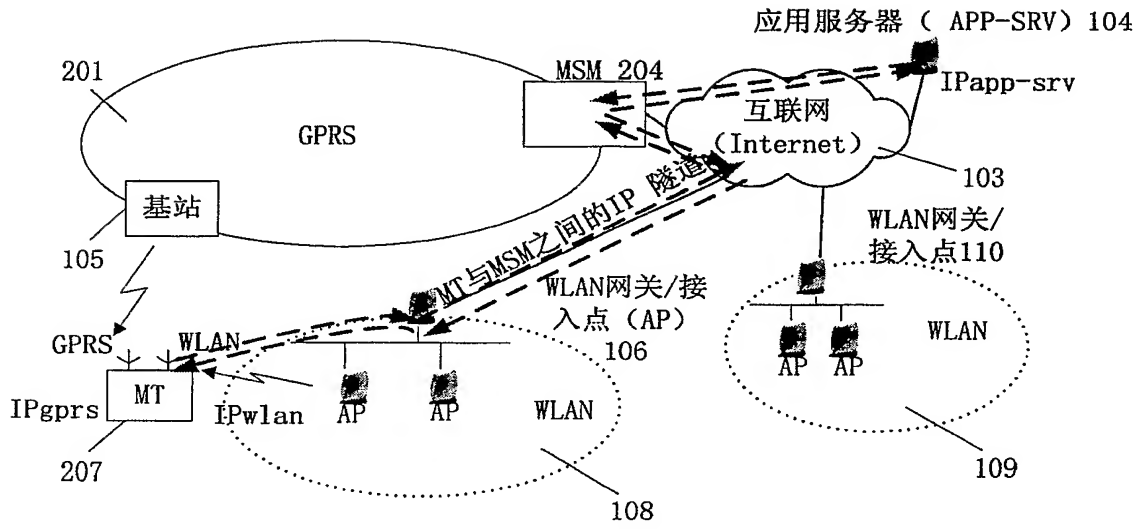 应用服务器（ APP-SRV）104
201
MSM 204
IPapp-srv
GPRS
互联网
（Internet）
103
基站
105
MT与MSM之间的IP 隧道
WLAN网关/
接入点110
WLAN网关/接
入点（AP）
106
GPRS
WLAN
MT
IPgprs
IPwlan
AP
AP
WLAN
AP
AP
WLAN
207
108
109